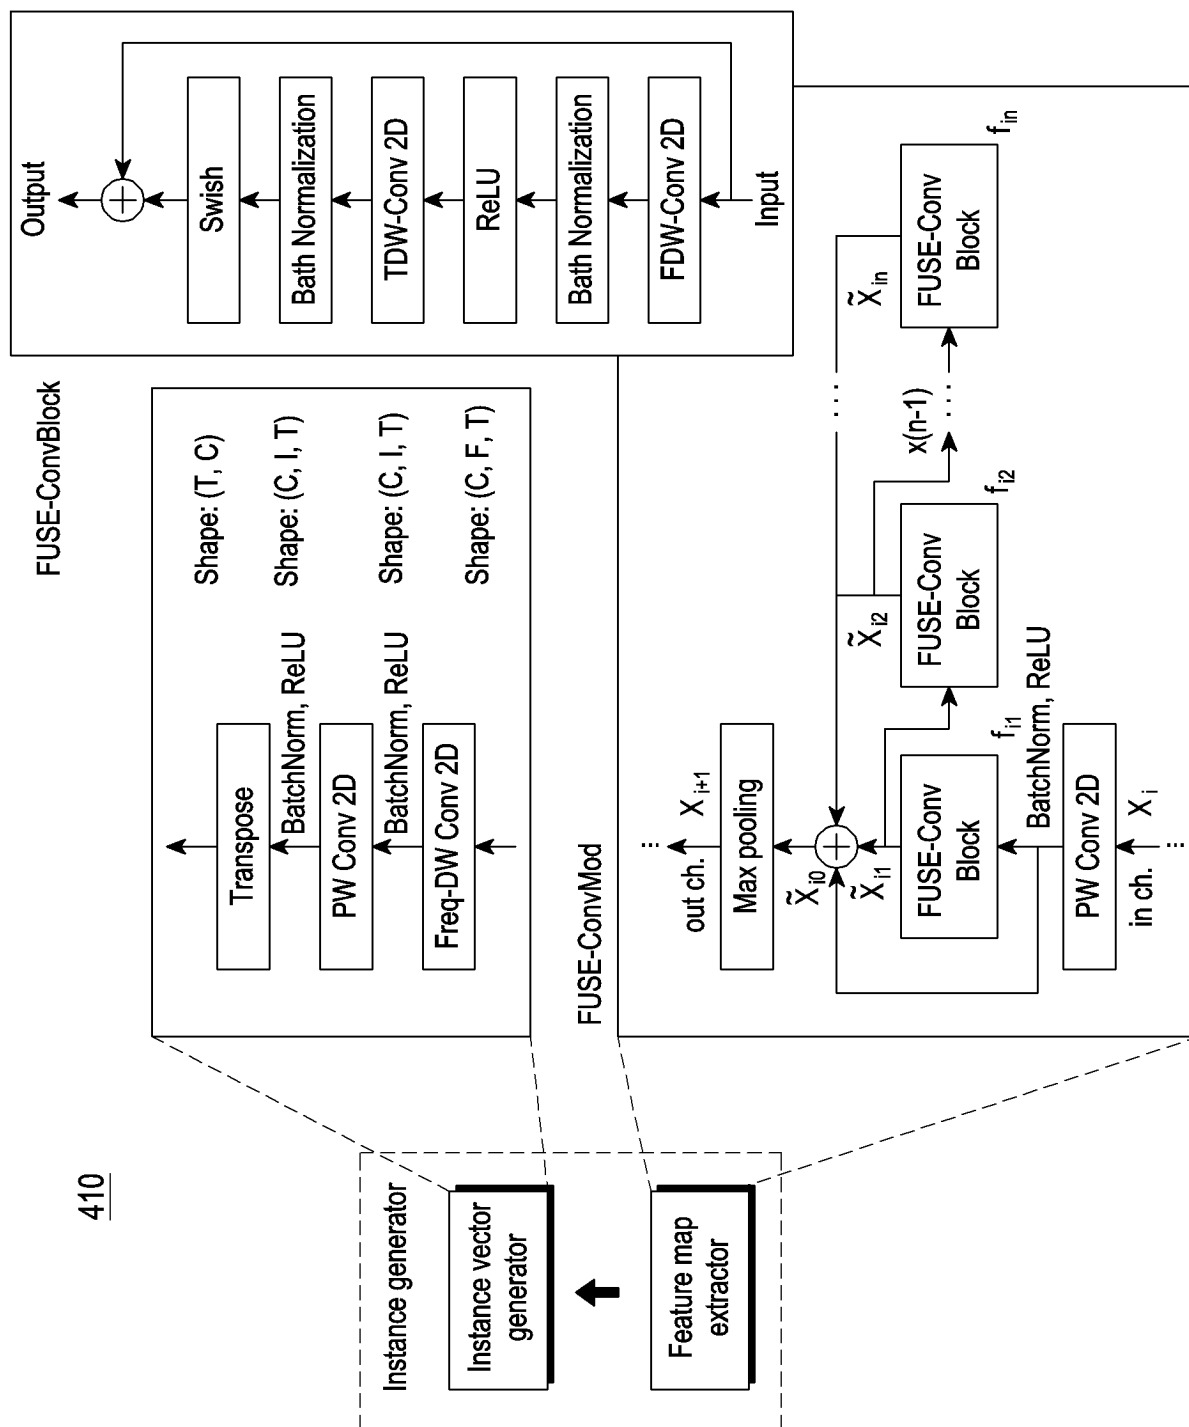 410
Instance generator
Instance vector
generator
Feature map
extractor
Transpose
BatchNorm, ReLU
PW Conv 2D
BatchNorm, ReLU
Freq-DW Conv 2D
Shape: (T, C)
Shape: (C, I, T)
Shape: (C, I, T)
Shape: (C, F, T)
FUSE-ConvBlock
Output
Swish
Bath Normalization
TDW-Conv 2D
ReLU
Bath Normalization
FDW-Conv 2D
Input
FUSE-ConvMod
...
out ch.
X i+1
Max pooling
X̃ i0
X̃ i1
FUSE-Conv
Block
f i1
BatchNorm, ReLU
PW Conv 2D
in ch.
X i
...
X̃ i2
FUSE-Conv
Block
f i2
x(n-1)
...
...
X̃ in
FUSE-Conv
Block
f in